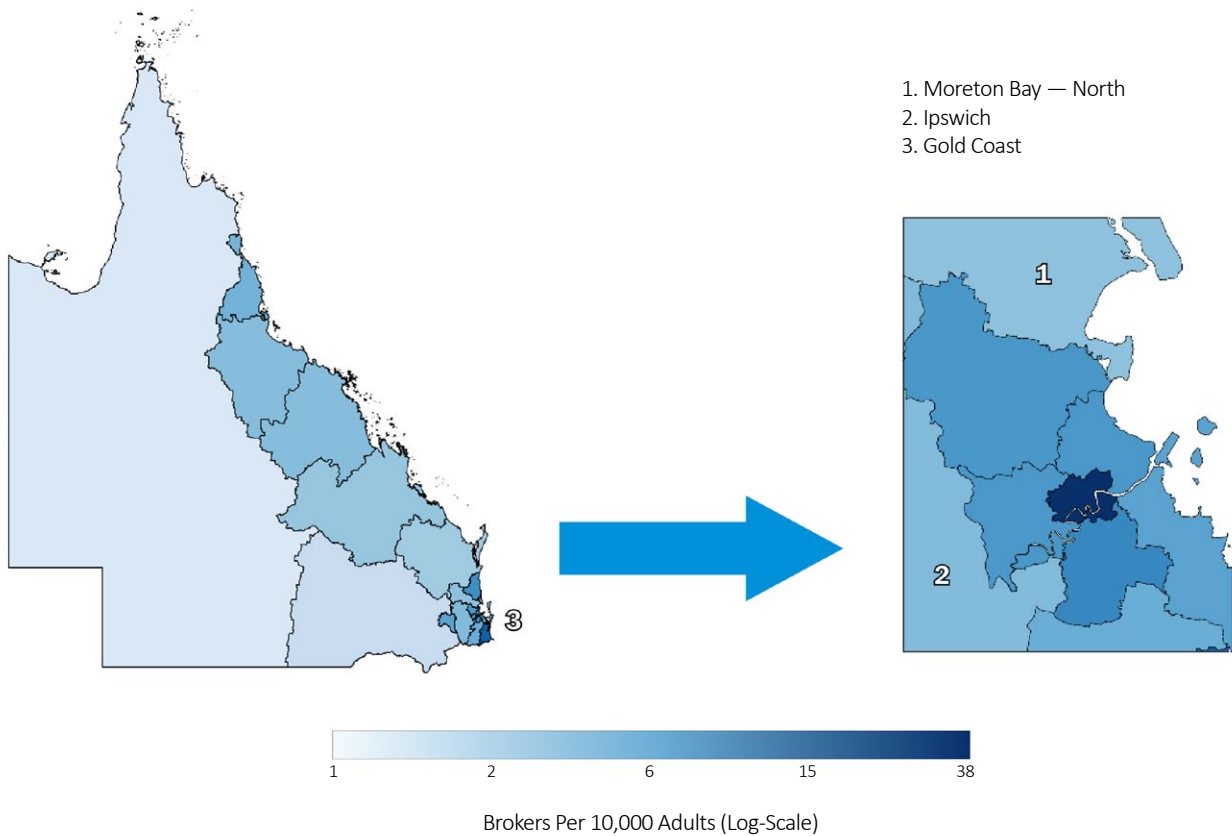 1. Moreton Bay — North
2. Ipswich
3. Gold Coast
1
2
3
1
2
6
15
38
Brokers Per 10,000 Adults (Log-Scale)